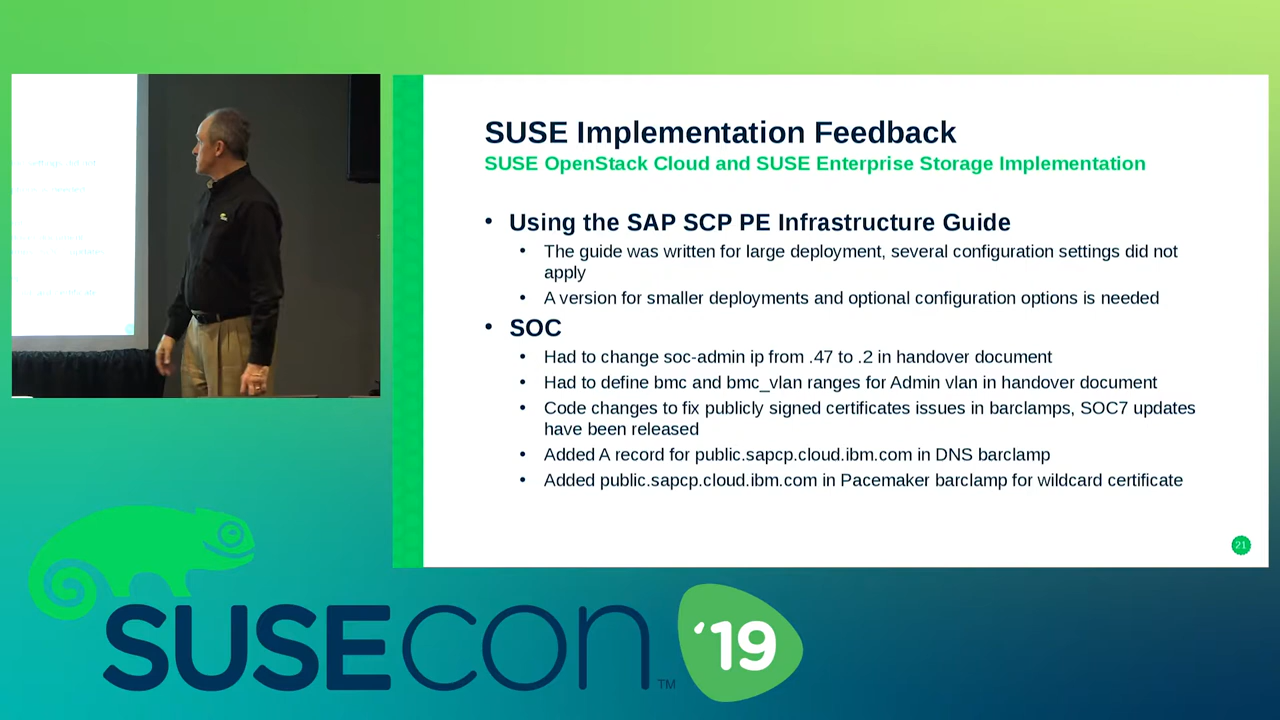 SUSE Implementation Feedback
SUSE OpenStack Cloud and SUSE Enterprise Storage Implementation
• Using the SAP SCP PE Infrastructure Guide
• The guide was written for large deployment, several configuration settings did not
apply
• A version for smaller deployments and optional configuration options is needed
• SOC
• Had to change soc-admin ip from .47 to .2 in handover document
• Had to define bmc and bmc_vlan ranges for Admin vlan in handover document
• Code changes to fix publicly signed certificates issues in barclamps, SOC7 updates
have been released
• Added A record for public.sapcp.cloud.ibm.com in DNS barclamp
• Added public.sapcp.cloud.ibm.com in Pacemaker barclamp for wildcard certificate
21
SUSECON TM '19